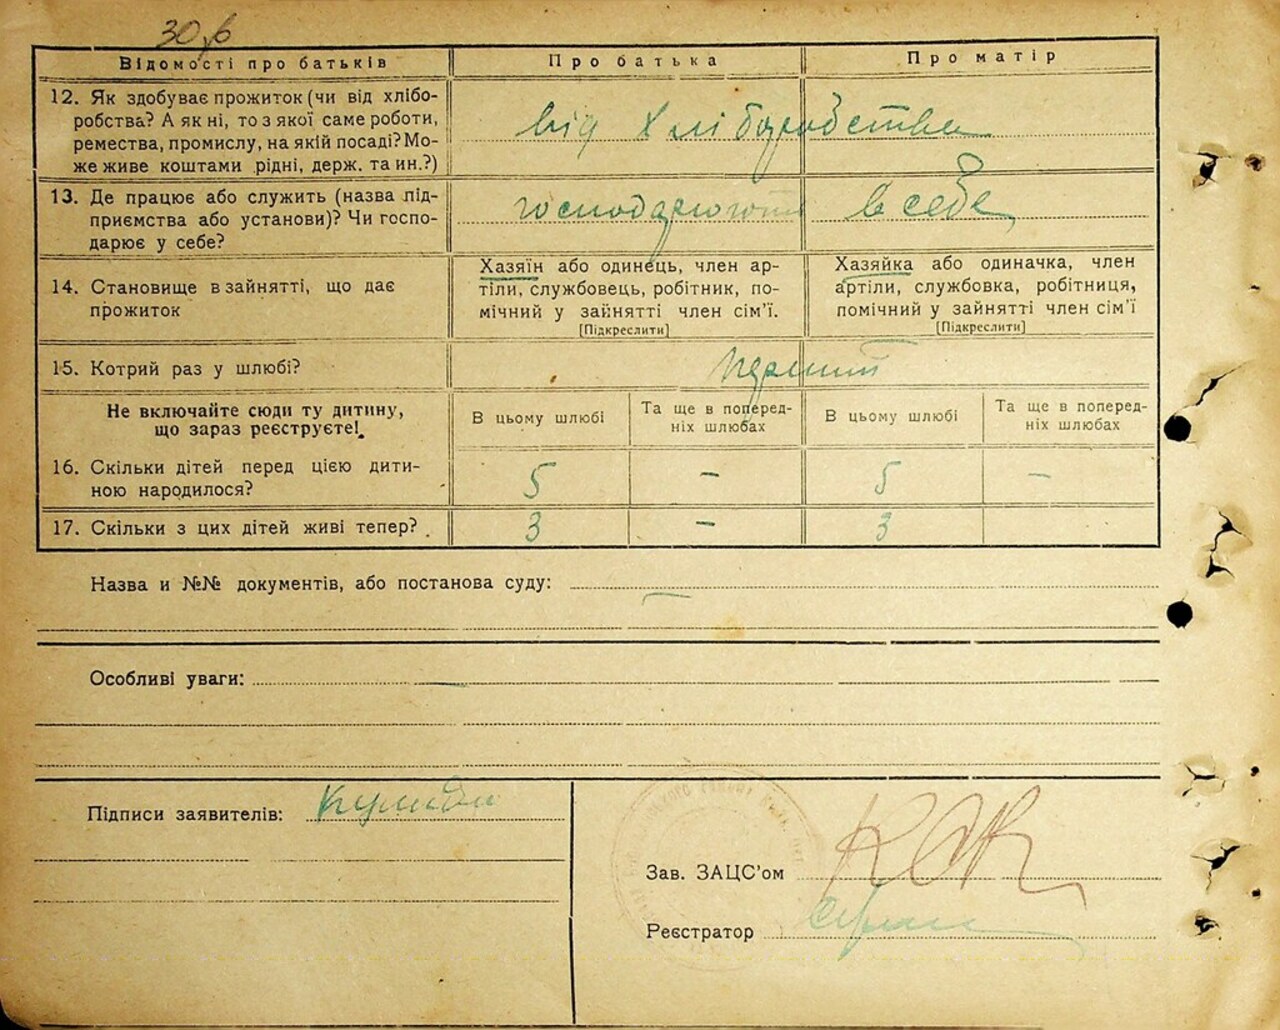 Відомості про батьків
Про батька
Про матір
12. Як здобуває прожиток (чи від хлібо-
робства? А як ні, то з якої саме роботи,
ремества, промислу, на якій посаді? Мо-
же живе коштами рідні, держ. та ин.?)
від хліборобства
13. Де працює або служить (назва під-
приємства або установи)? Чи госпо-
дарює у себе?
господарюють в себе
14. Становище в зайнятті, що дає
прожиток
Хазяїн або одинець, член ар-
тіли, службовець, робітник, по-
мічний у зайнятті член сім'ї.
[Підкреслити]
Хазяйка або одиначка, член
артіли, службовка, робітниця,
помічний у зайнятті член сім'ї
[Підкреслити]
15. Котрий раз у шлюбі?
перший
Не включайте сюди ту дитину,
що зараз реєструєте!
В цьому шлюбі
Та ще в поперед-
ніх шлюбах
В цьому шлюбі
Та ще в поперед-
ніх шлюбах
16. Скільки дітей перед цією дити-
ною народилося?
5 – 5 –
17. Скільки з цих дітей живі тепер?
3 – 3
Назва и №№ документів, або постанова суду:
Особливі уваги:
Підписи заявителів:
Зав. ЗАЦС'ом
Реєстратор